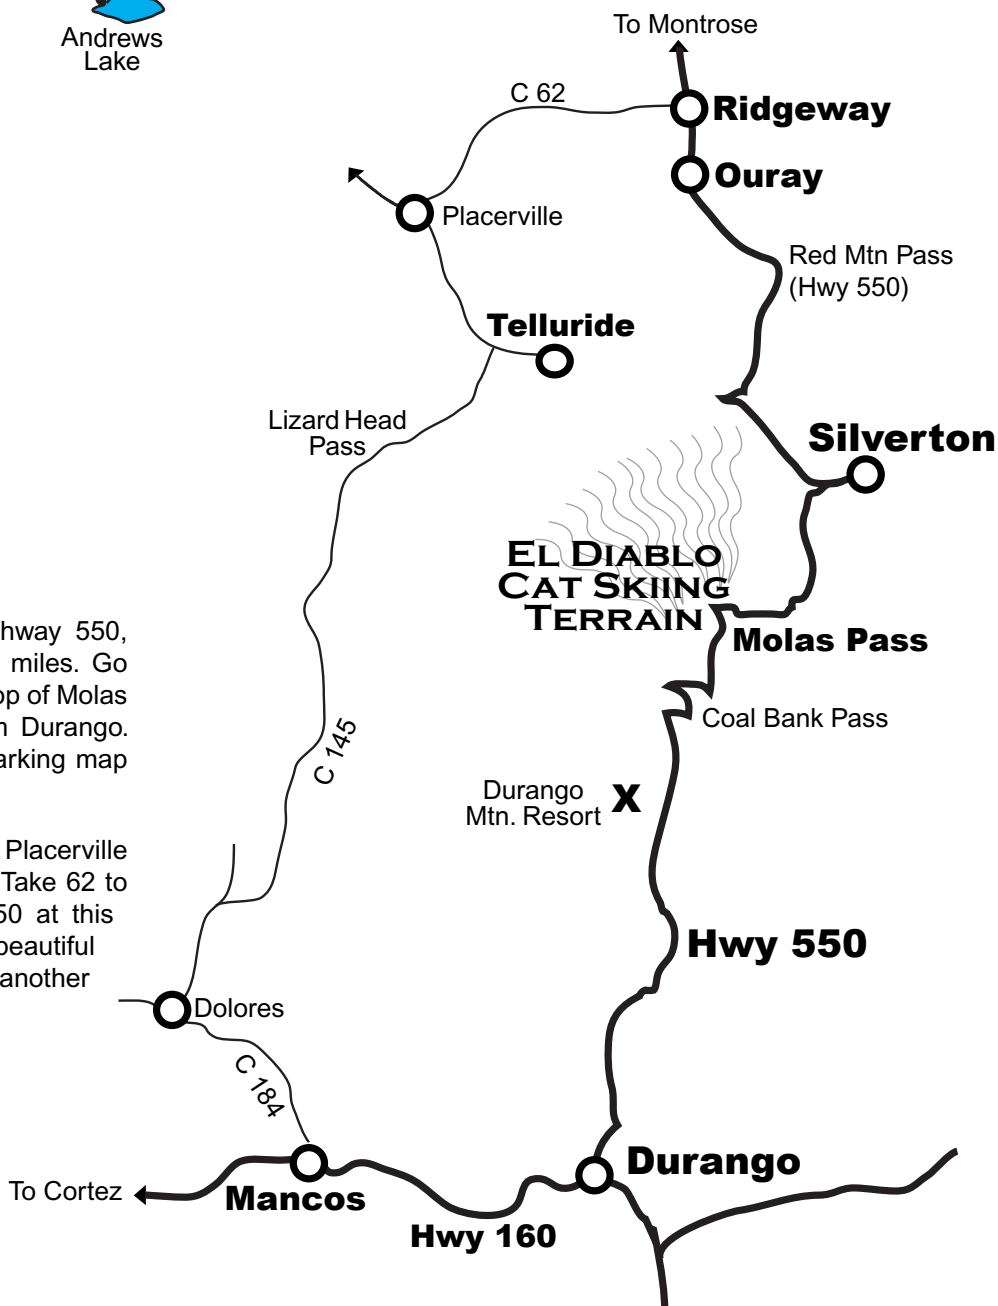 Andrews
Lake
To Montrose
C 62
Ridgeway
Ouray
Placerville
Red Mtn Pass
(Hwy 550)
Telluride
Lizard Head
Pass
Silverton
El Diablo
Cat Skiing
Terrain
Molas Pass
hway 550,
miles. Go
op of Molas
Durango.
arking map
Coal Bank Pass
C 145
Durango
Mtn. Resort X
Placerville
Take 62 to
50 at this
beautiful
another
Hwy 550
Dolores
C 184
Durango
To Cortez
Mancos
Hwy 160